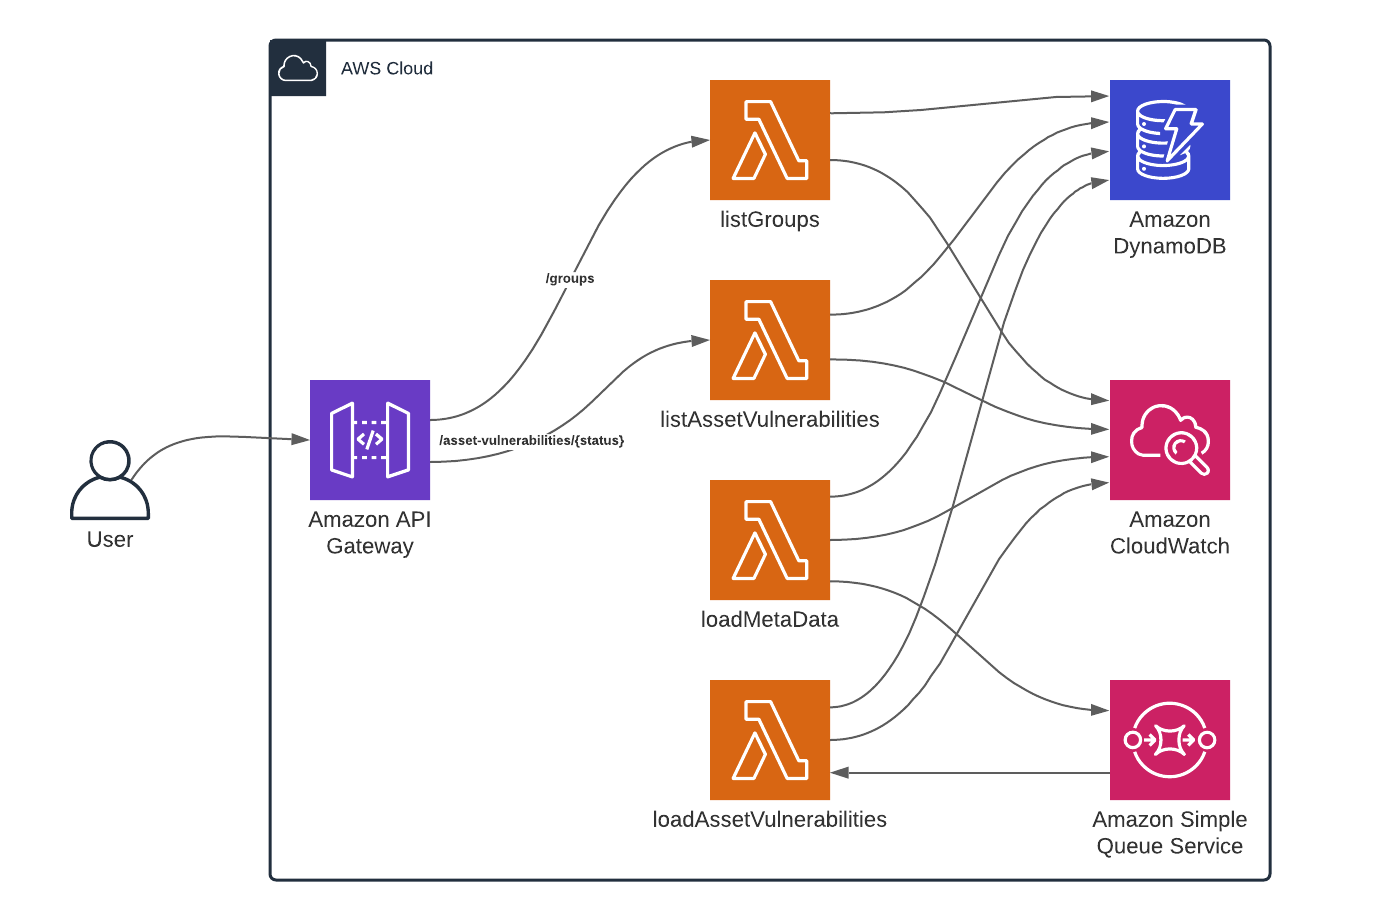 AWS Cloud
listGroups
Amazon
DynamoDB
/groups
listAssetVulnerabilities
/asset-vulnerabilities/{status}
</>
User
Amazon API
Gateway
Amazon
CloudWatch
loadMetaData
loadAssetVulnerabilities
Amazon Simple
Queue Service